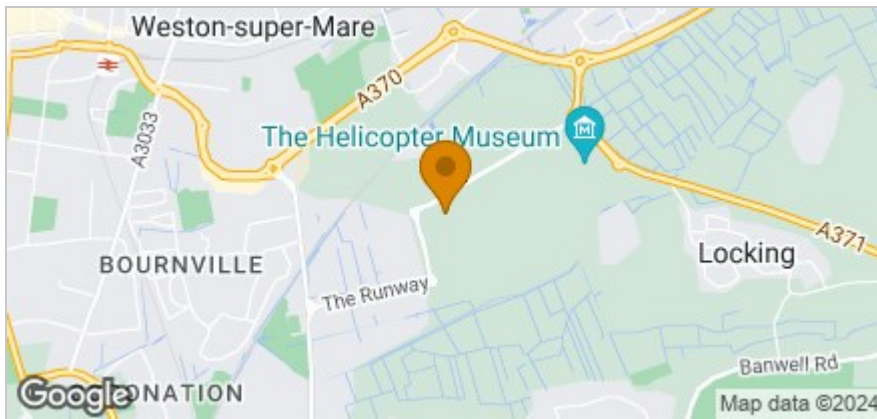 Weston-super-Mare
A370
A3033
The Helicopter Museum
M
A371
Locking
BOURNVILLE
The Runway
Banwell Rd
Google
ONATION
Map data ©2024